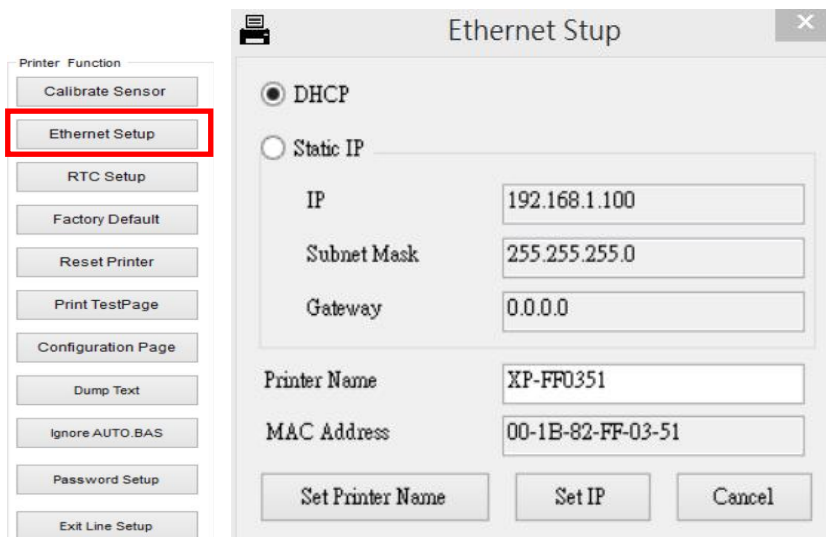 Printer Function
Calibrate Sensor
Ethernet Setup
RTC Setup
Factory Default
Reset Printer
Print TestPage
Configuration Page
Dump Text
Ignore AUTO.BAS
Password Setup
Exit Line Setup
Ethernet Stup
DHCP
Static IP
IP 192.168.1.100
Subnet Mask 255.255.255.0
Gateway 0.0.0.0
Printer Name XP-FF0351
MAC Address 00-1B-82-FF-03-51
Set Printer Name Set IP Cancel